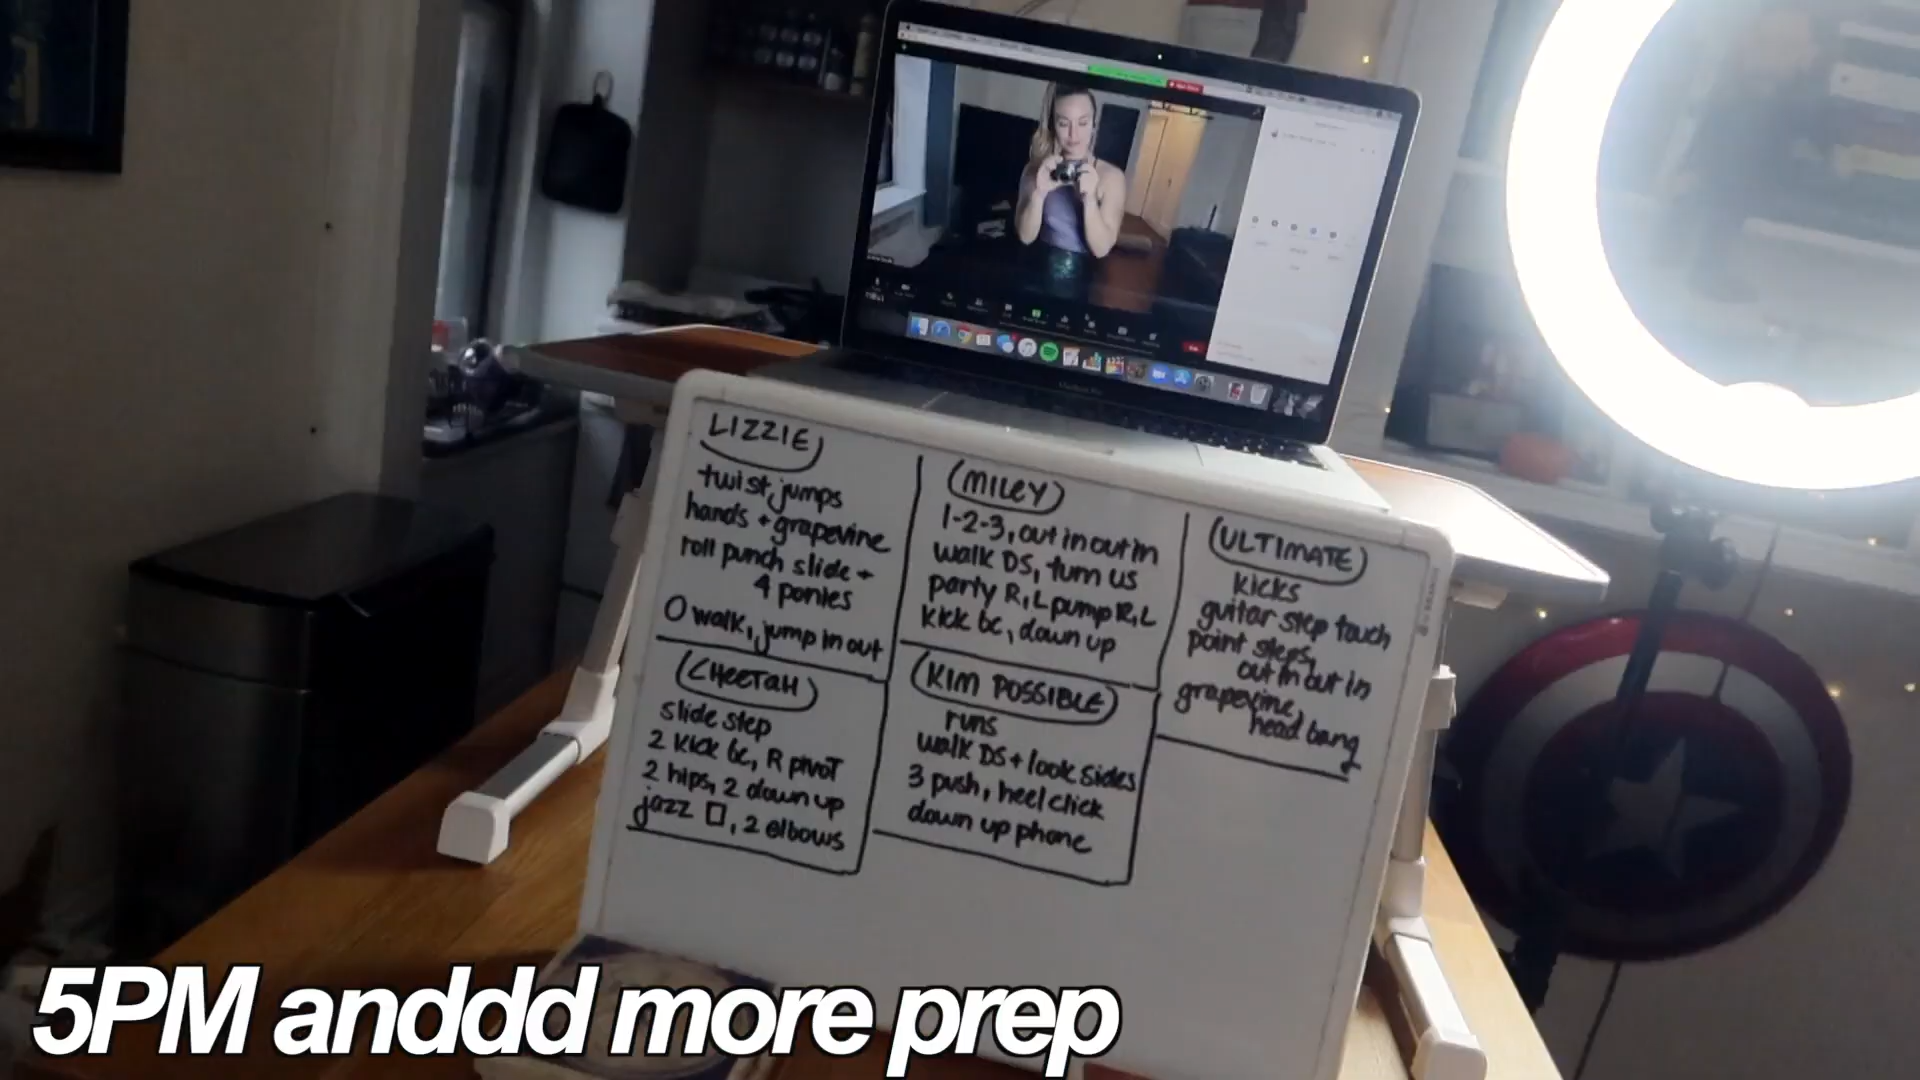 LIZZIE
twist jumps
hands + grapevine
roll punch slide +
4 ponies
O walk, jump in out
MILEY
1-2-3, out in out in
walk DS, turn US
party R, L pump R, L
kick bc, down up
ULTIMATE
kicks
guitar step touch
point steps,
out in out in
grapevine,
head bang
CHEETAH
slide step
2 kick bc, R pivot
2 hips, 2 down up
jazz □, 2 elbows
KIM POSSIBLE
runs
walk DS + look sides
3 push, heel click
down up phone
5PM anddd more prep